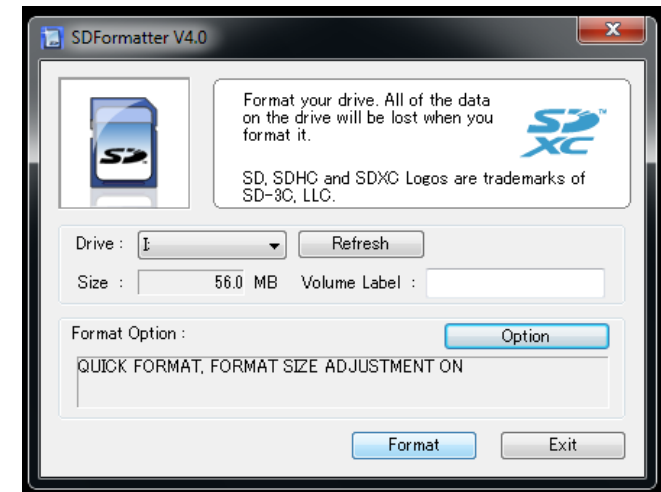 SDFormatter V4.0
Format your drive. All of the data
on the drive will be lost when you
format it.
SD, SDHC and SDXC Logos are trademarks of
SD-3C, LLC.
SD
SD
XC
™
Drive : I: Refresh
Size : 56.0 MB Volume Label :
Format Option :
Option
QUICK FORMAT, FORMAT SIZE ADJUSTMENT ON
Format Exit